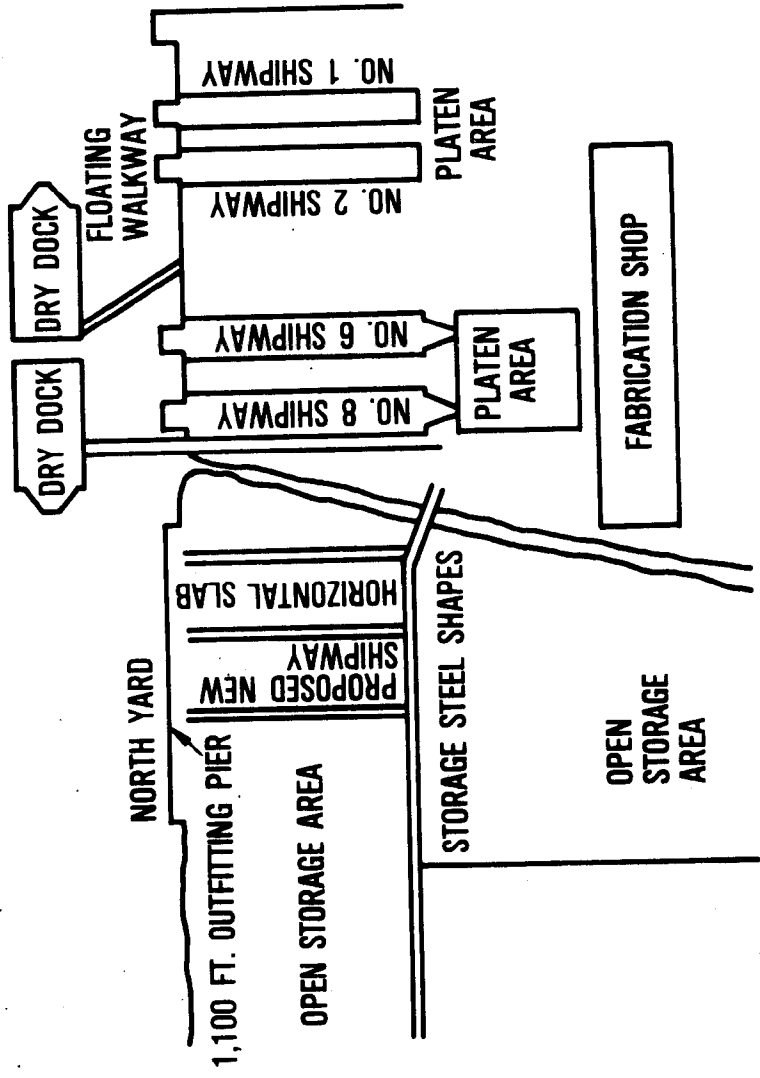 DRY DOCK
DRY DOCK
FLOATING
WALKWAY
NORTH YARD
1,100 FT. OUTFITTING PIER
OPEN STORAGE AREA
PROPOSED NEW
SHIPWAY
HORIZONTAL SLAB
NO. 8 SHIPWAY
NO. 6 SHIPWAY
NO. 2 SHIPWAY
NO. 1 SHIPWAY
PLATEN
AREA
PLATEN
AREA
STORAGE STEEL SHAPES
OPEN
STORAGE
AREA
FABRICATION SHOP